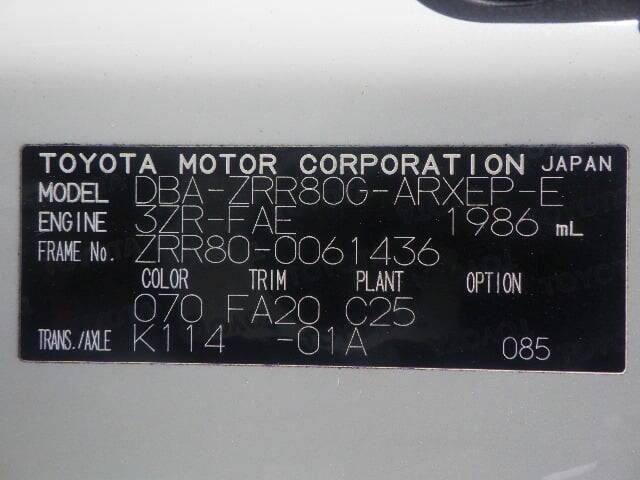 TOYOTA MOTOR CORPORATION JAPAN
MODEL DBA-ZRR80G-ARXEP-E
ENGINE 3ZR-FAE 1986 mL
FRAME No. ZRR80-0061436
COLOR TRIM PLANT OPTION
070 FA20 C25
TRANS./AXLE K114 -01A 085